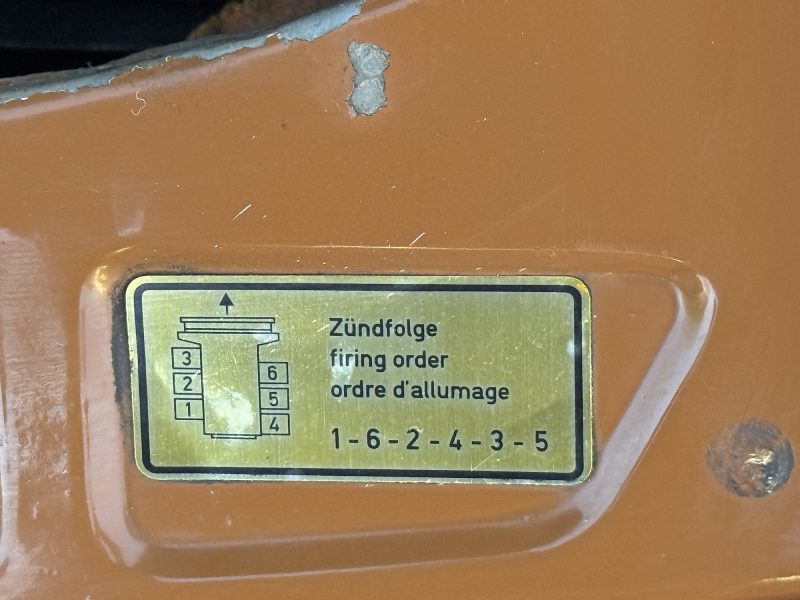 Zündfolge
firing order
ordre d'allumage
1-6-2-4-3-5
3
2
1
6
5
4